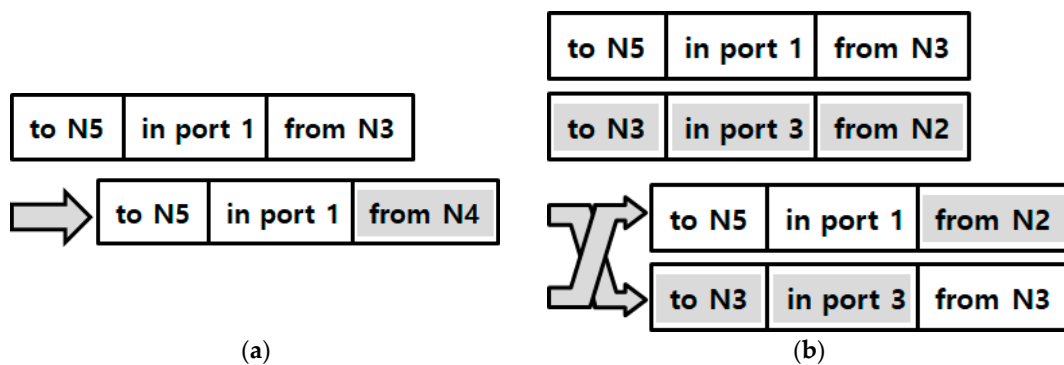 to N5 in port 1 from N3
to N5 in port 1 from N4
(a)
to N5 in port 1 from N3
to N3 in port 3 from N2
to N5 in port 1 from N2
to N3 in port 3 from N3
(b)